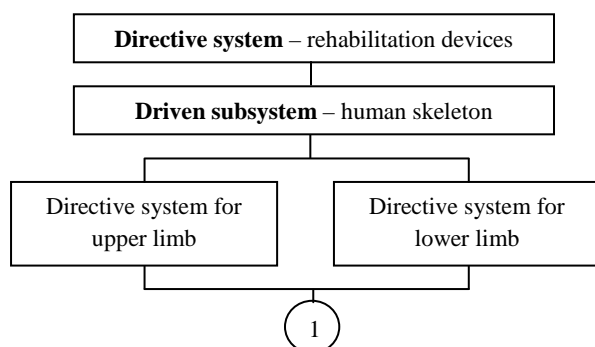 Directive system – rehabilitation devices
Driven subsystem – human skeleton
Directive system for
upper limb
Directive system for
lower limb
1